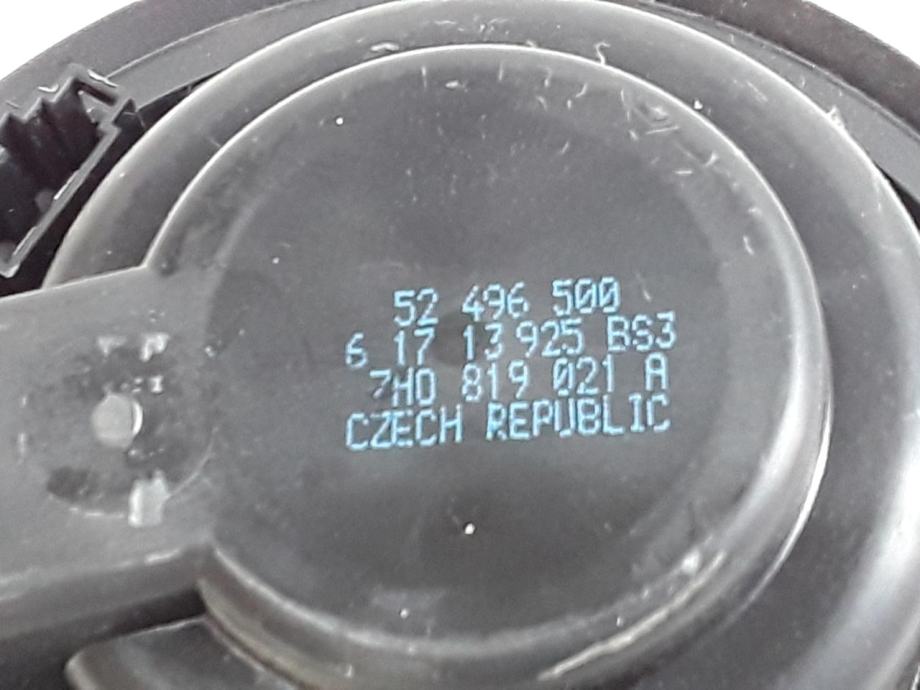 52 496 500
6 17 13 925 BS3
7H0 819 021 A
CZECH REPUBLIC